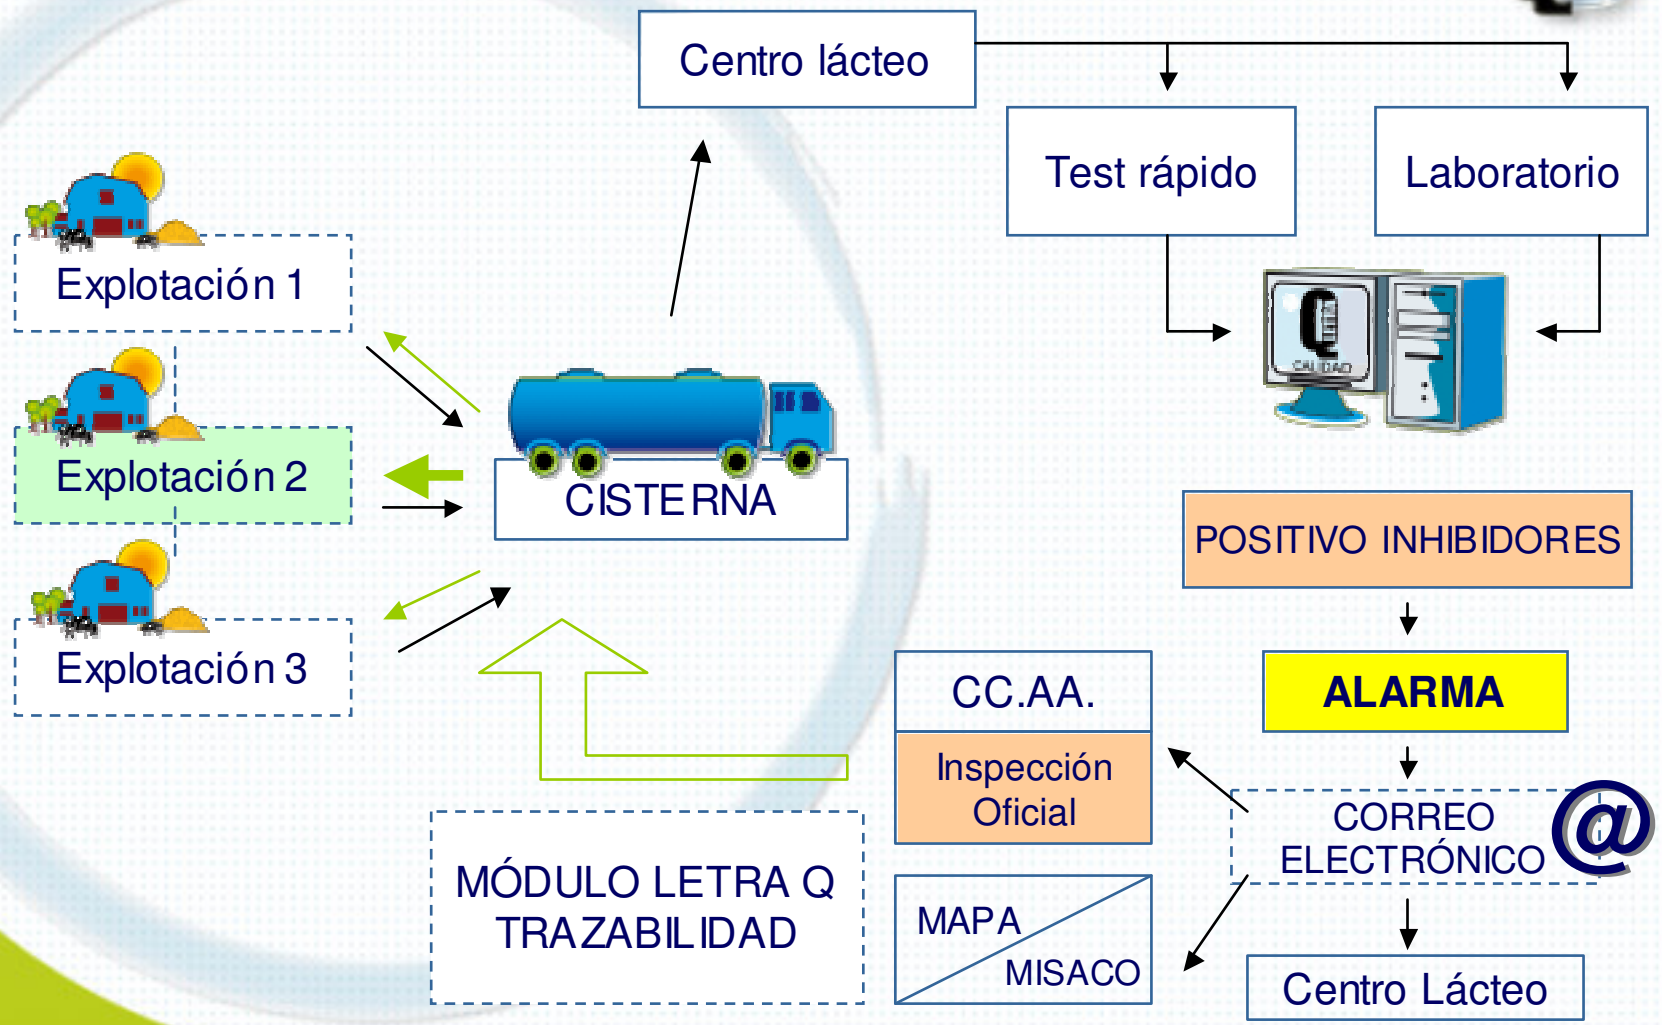 Centro lácteo
Test rápido
Laboratorio
Explotación 1
Explotación 2
Explotación 3
CISTERNA
Q
CALIDAD
POSITIVO INHIBIDORES
ALARMA
CC.AA.
Inspección
Oficial
CORREO
ELECTRÓNICO
@
MÓDULO LETRA Q
TRAZABILIDAD
MAPA
MISACO
Centro Lácteo